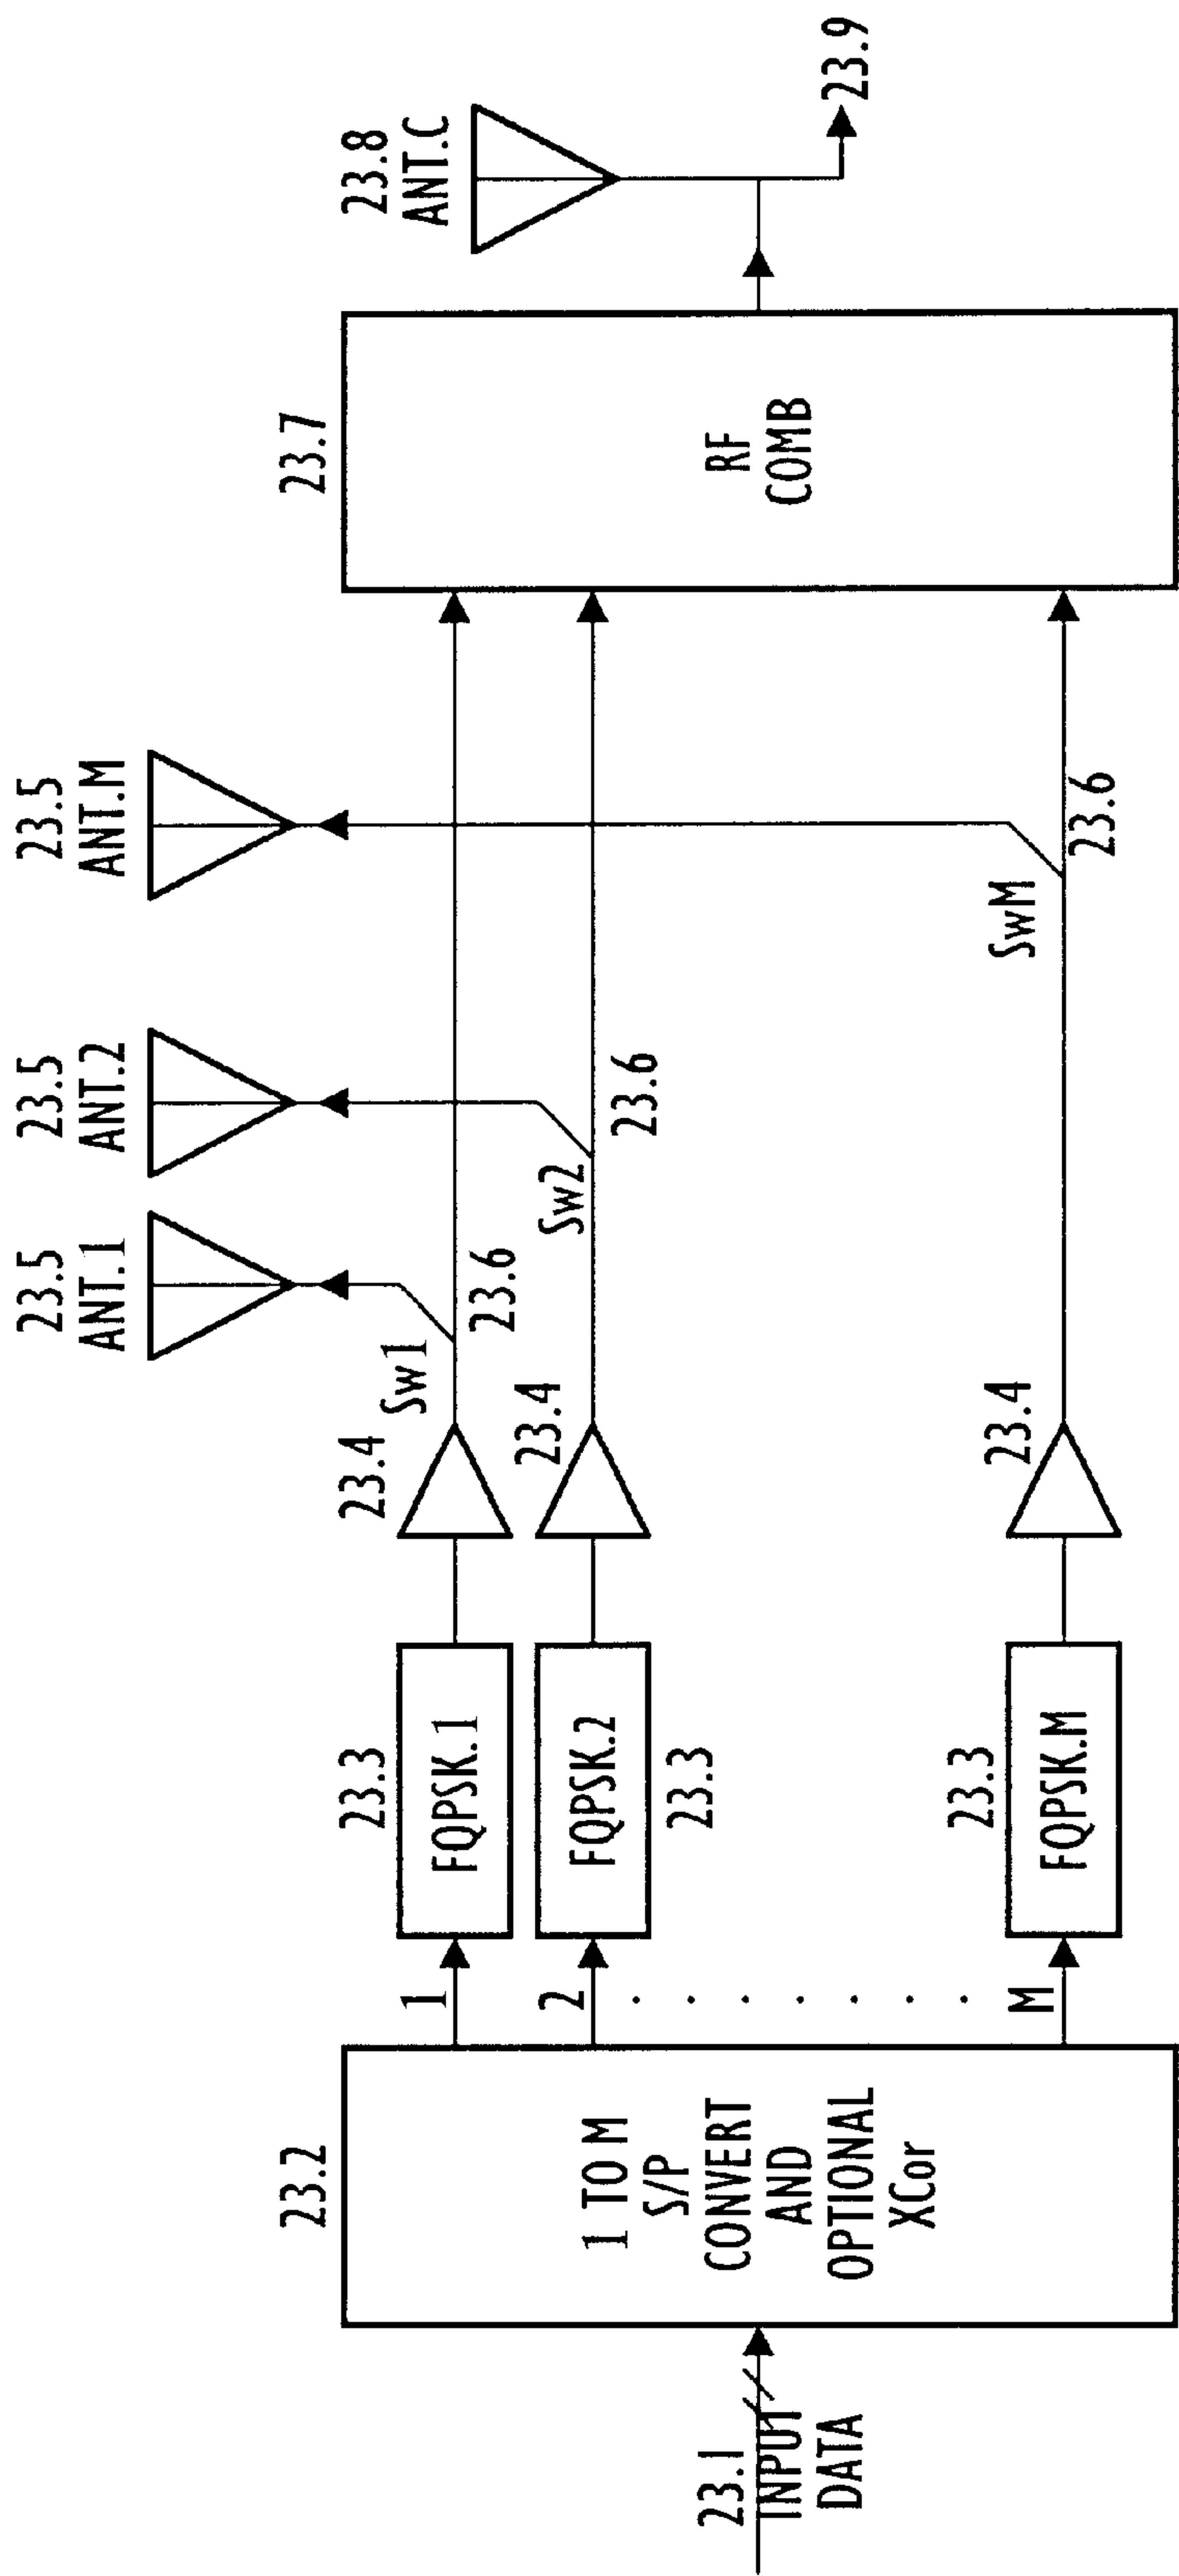 23.1
INPUT
DATA
23.2
1 TO M
S/P
CONVERT
AND
OPTIONAL
XCor
1
2
. . . . . . .
M
23.3
FQPSK.1
FQPSK.2
23.3
23.3
FQPSK.M
23.4
23.4
23.4
Sw1
23.6
Sw2
23.6
SwM
23.6
23.5
ANT.1
23.5
ANT.2
23.5
ANT.M
23.7
RF
COMB
23.8
ANT.C
23.9